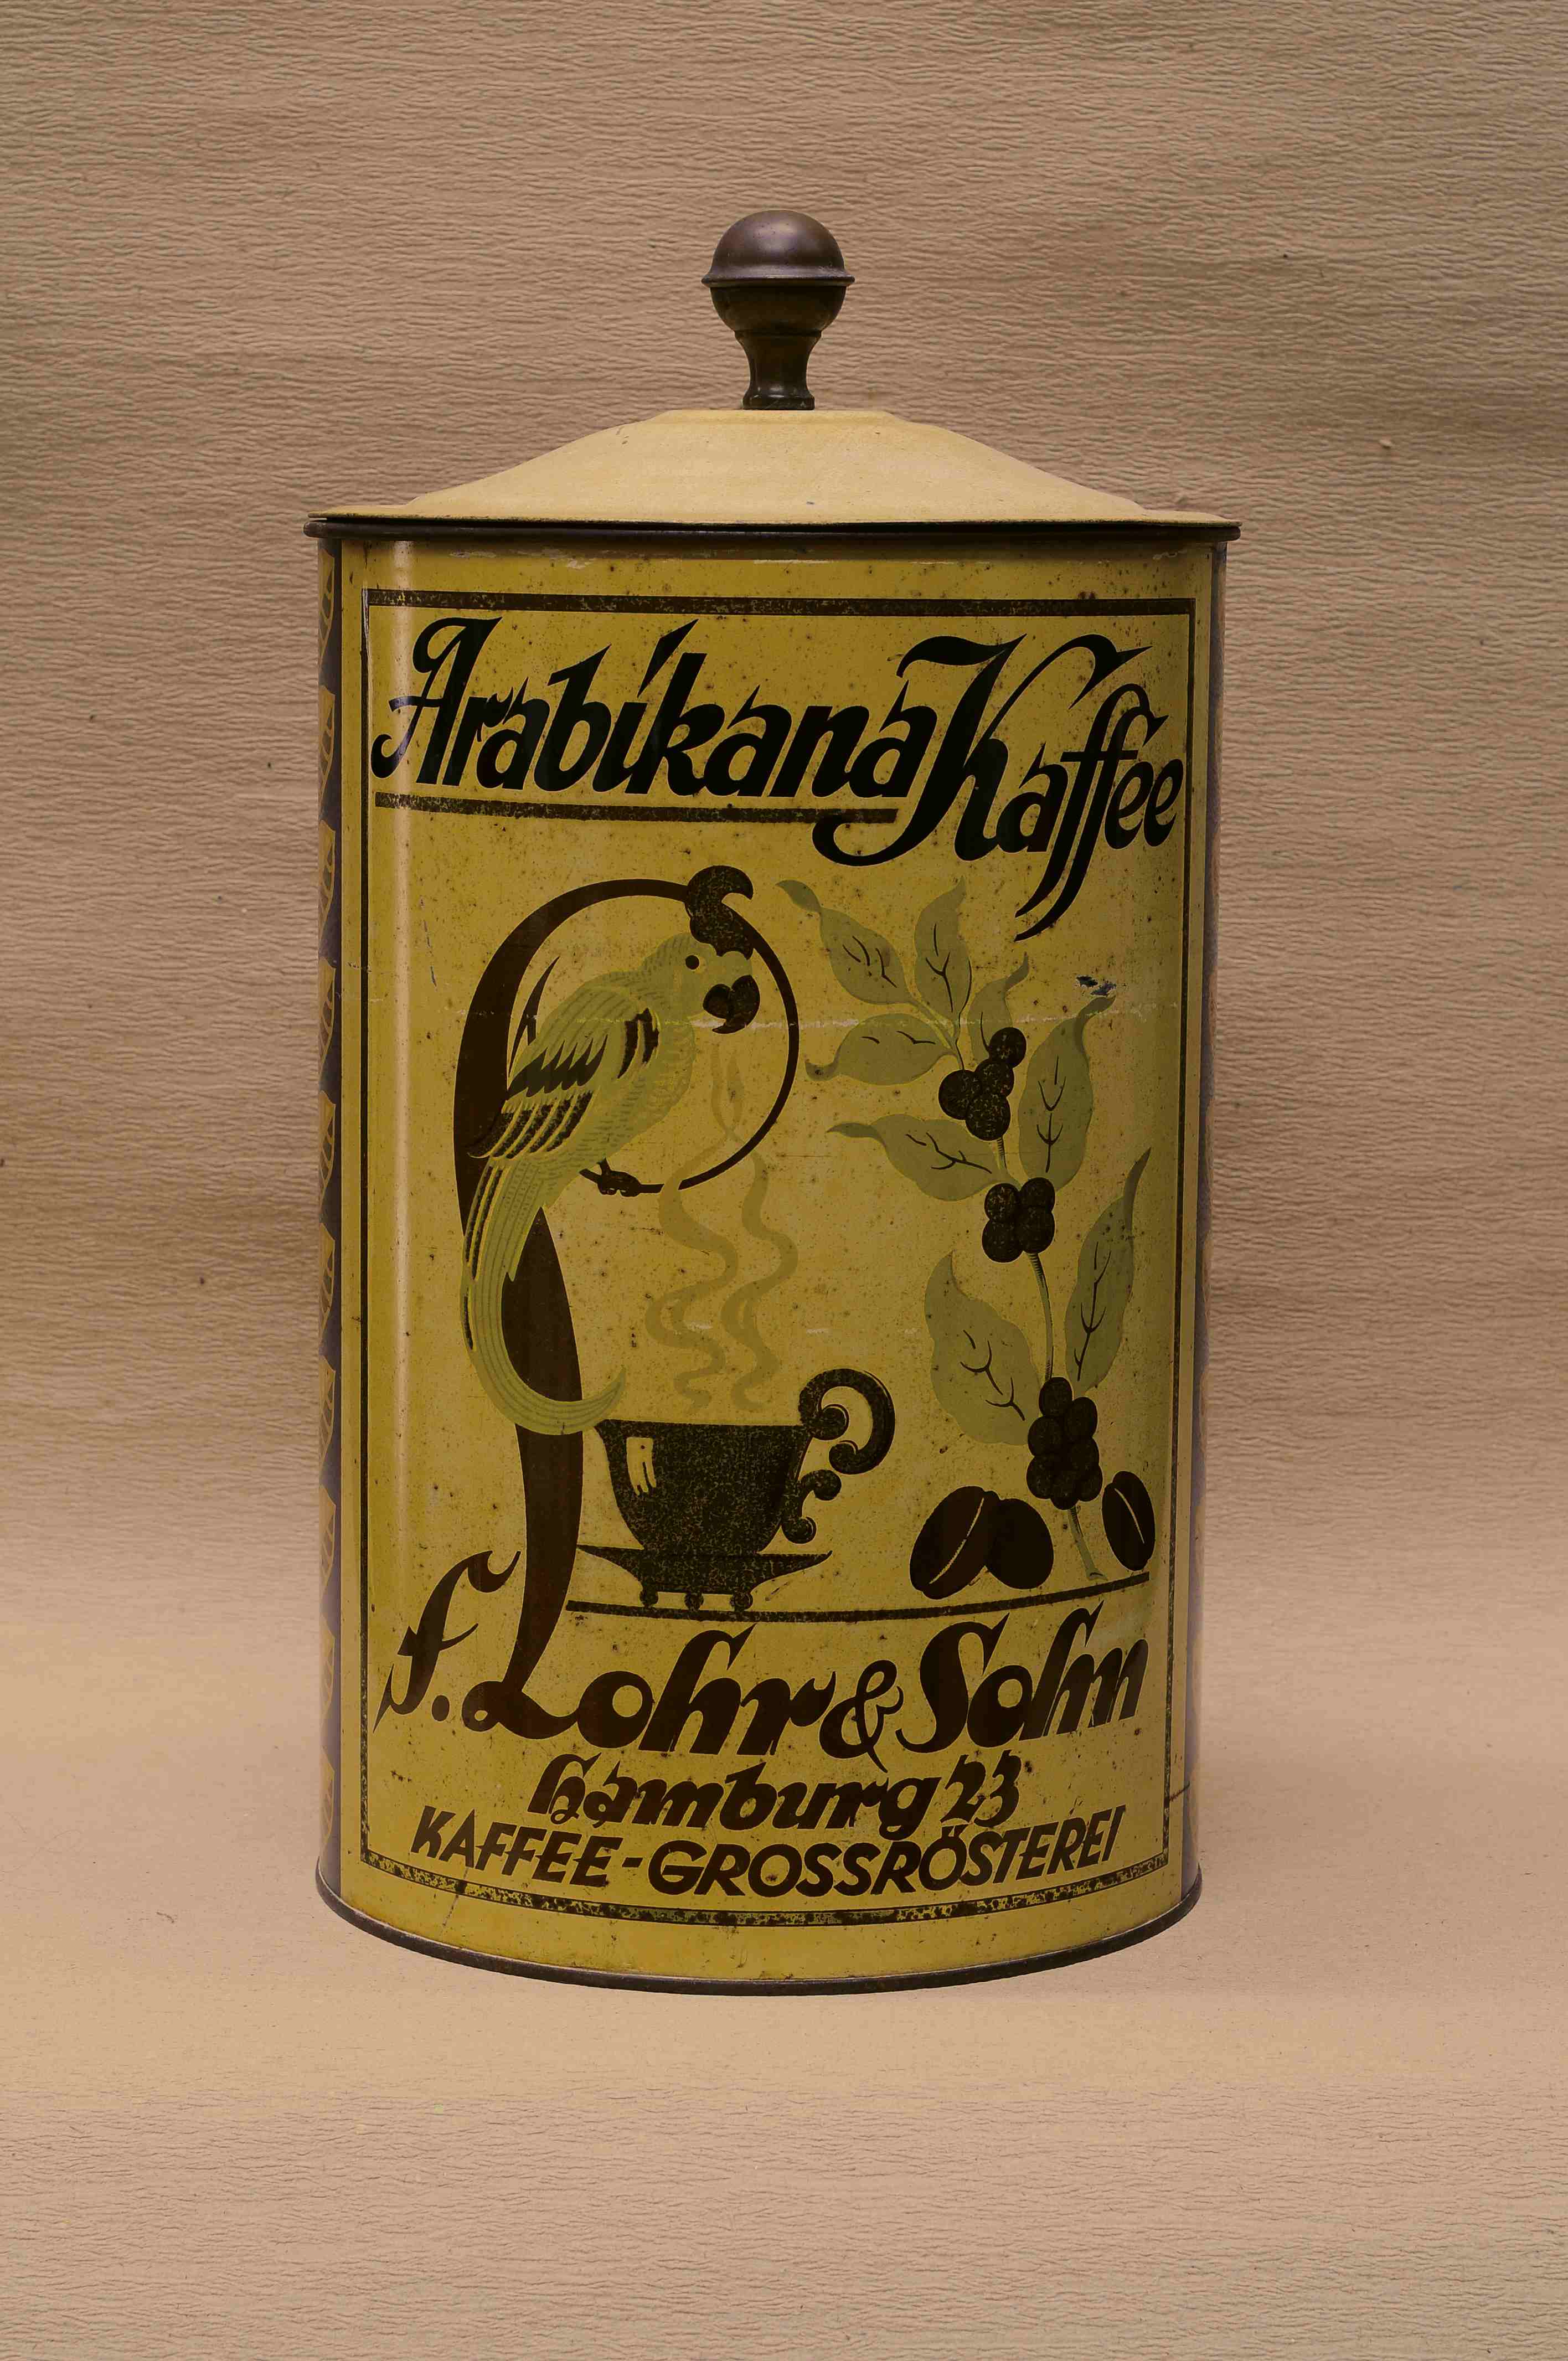 Arabikana Kaffee
F. Lohr & Sohn
Hamburg 23
KAFFEE-GROSSRÖSTEREI